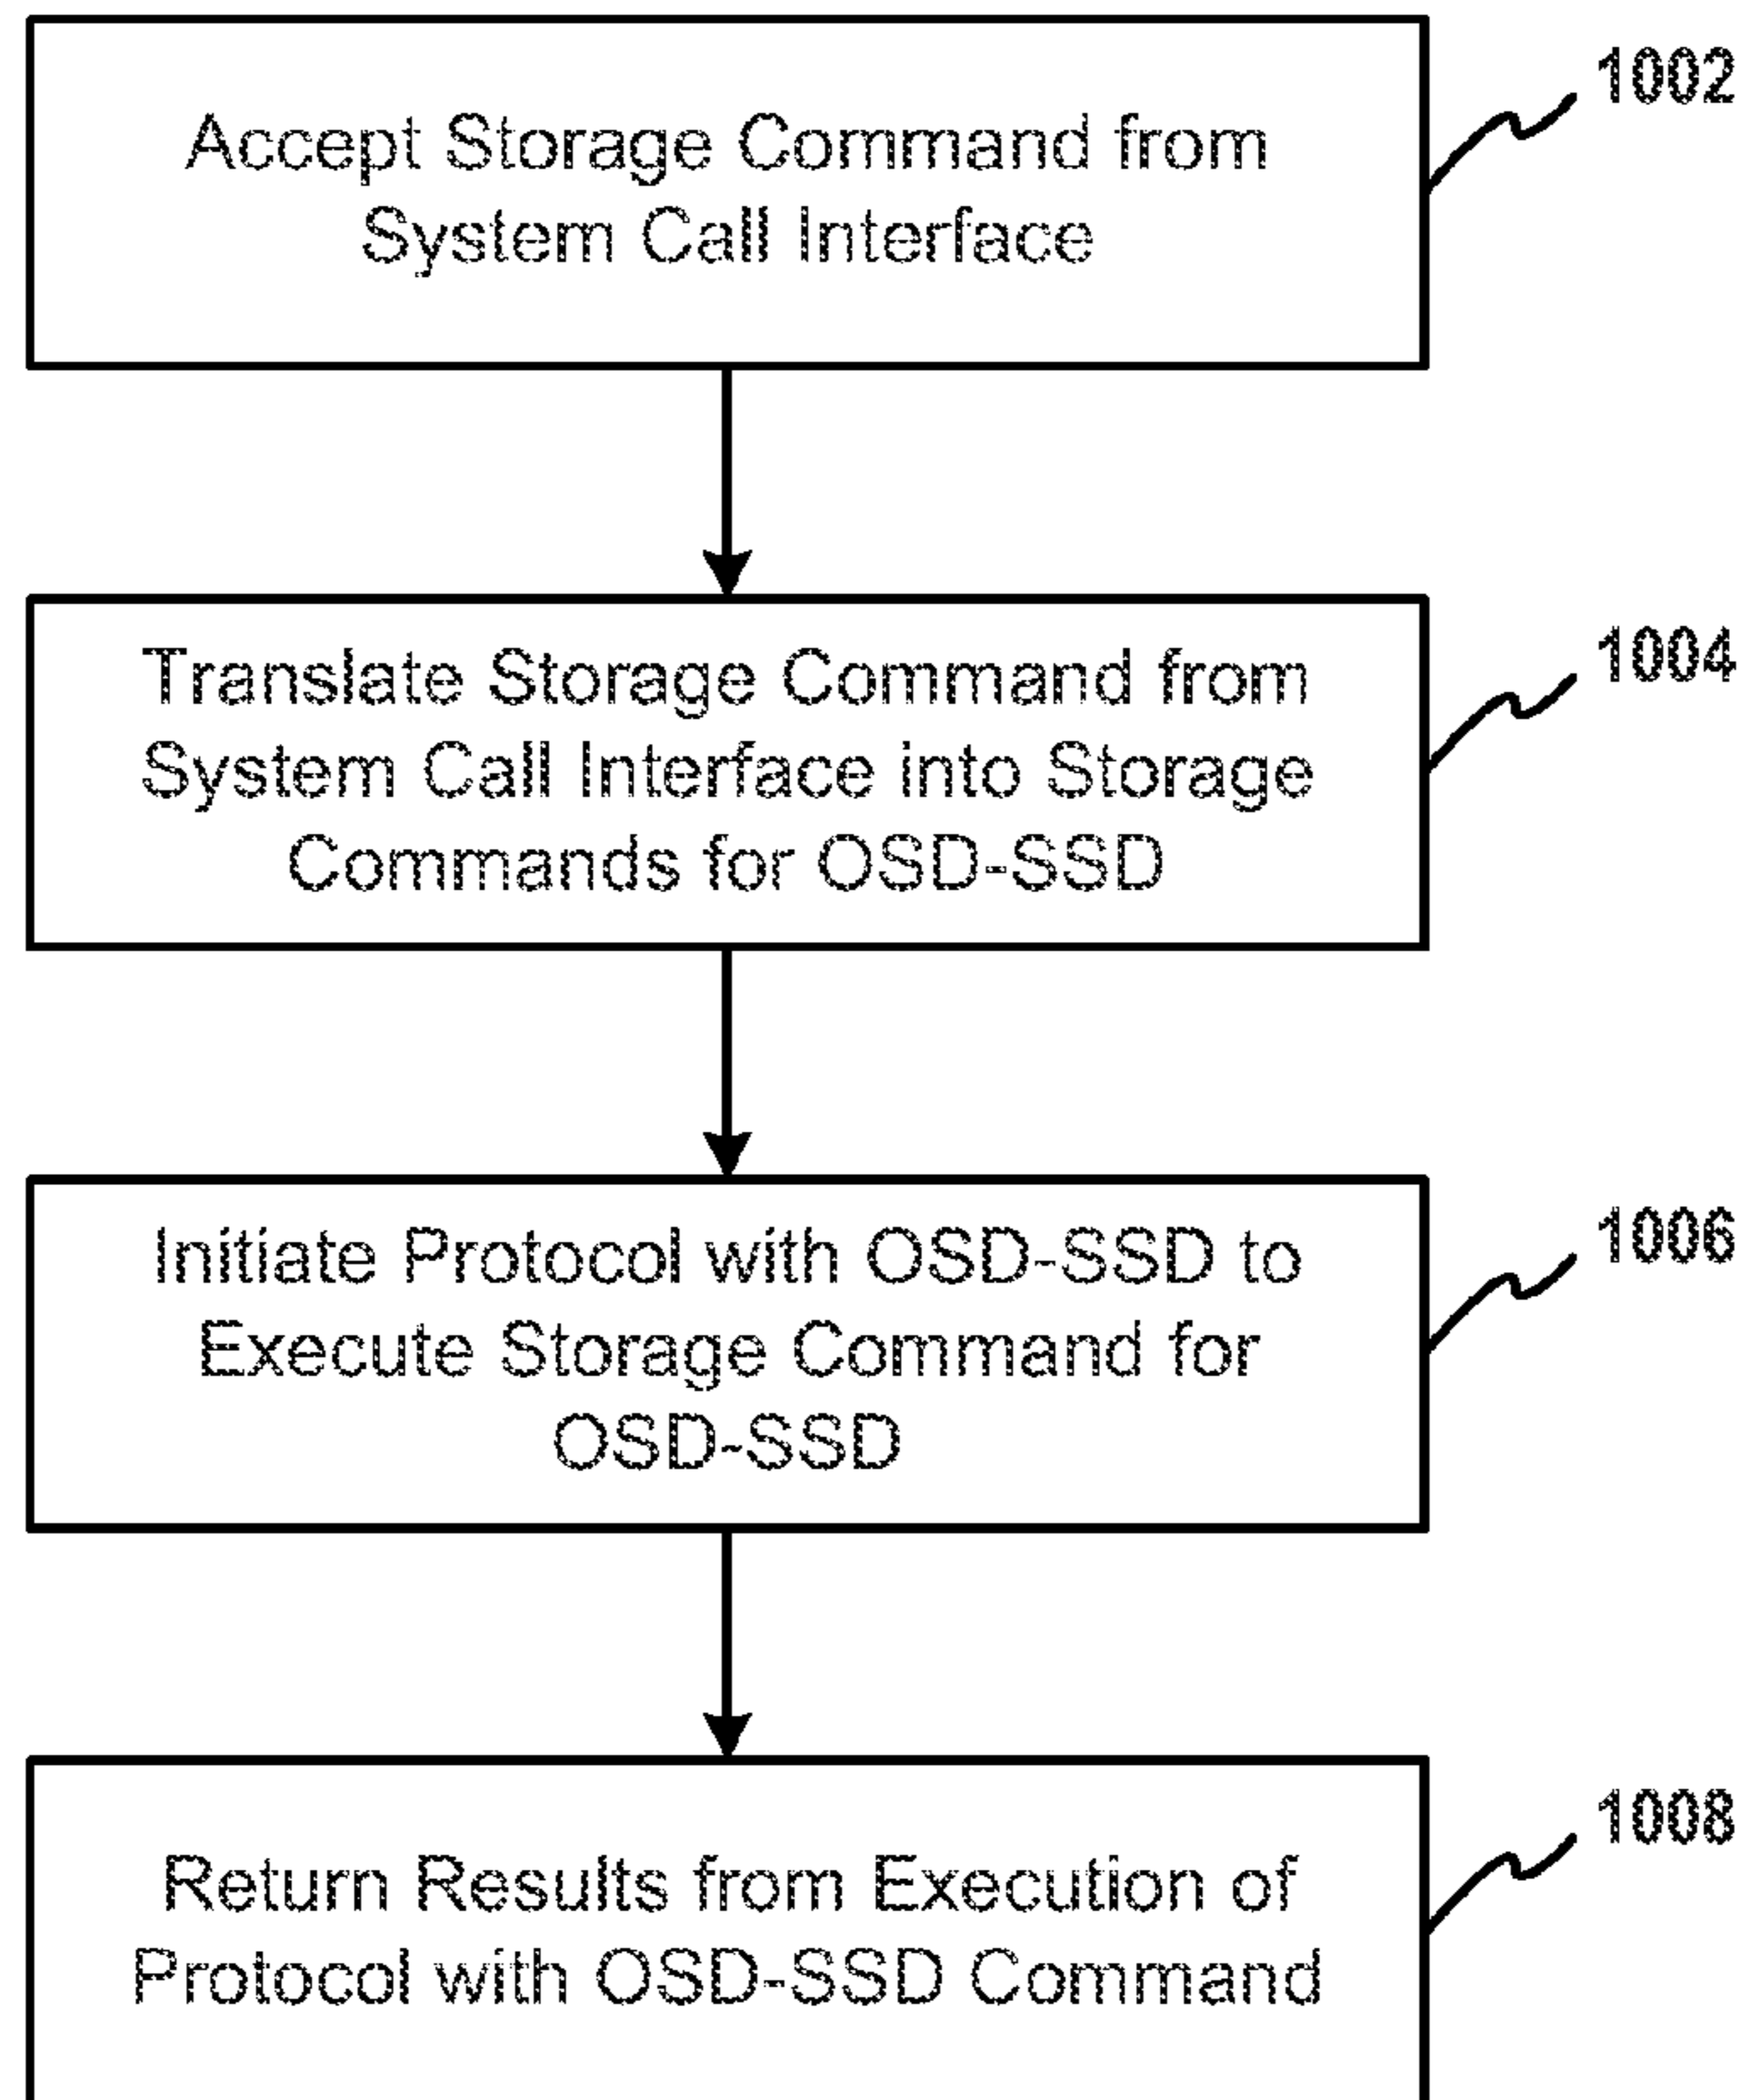 1002
Accept Storage Command from
System Call Interface
1004
Translate Storage Command from
System Call Interface into Storage
Commands for OSD-SSD
1006
Initiate Protocol with OSD-SSD to
Execute Storage Command for
OSD-SSD
1008
Return Results from Execution of
Protocol with OSD-SSD Command